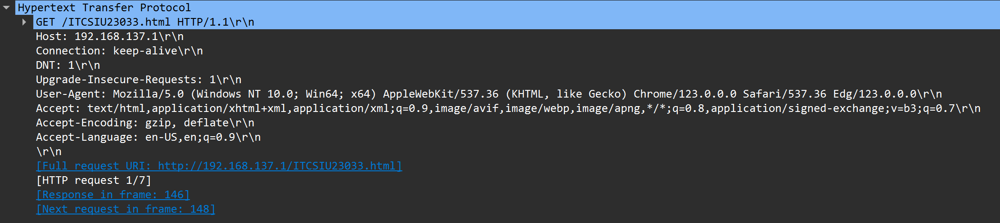 Hypertext Transfer Protocol
GET /ITCSIU23033.html HTTP/1.1\r\n
Host: 192.168.137.1\r\n
Connection: keep-alive\r\n
DNT: 1\r\n
Upgrade-Insecure-Requests: 1\r\n
User-Agent: Mozilla/5.0 (Windows NT 10.0; Win64; x64) AppleWebKit/537.36 (KHTML, like Gecko) Chrome/123.0.0.0 Safari/537.36 Edg/123.0.0.0\r\n
Accept: text/html,application/xhtml+xml,application/xml;q=0.9,image/avif,image/webp,image/apng,*/*;q=0.8,application/signed-exchange;v=b3;q=0.7\r\n
Accept-Encoding: gzip, deflate\r\n
Accept-Language: en-US,en;q=0.9\r\n
\r\n
[Full request URI: http://192.168.137.1/ITCSIU23033.html]
[HTTP request 1/7]
[Response in frame: 146]
[Next request in frame: 148]